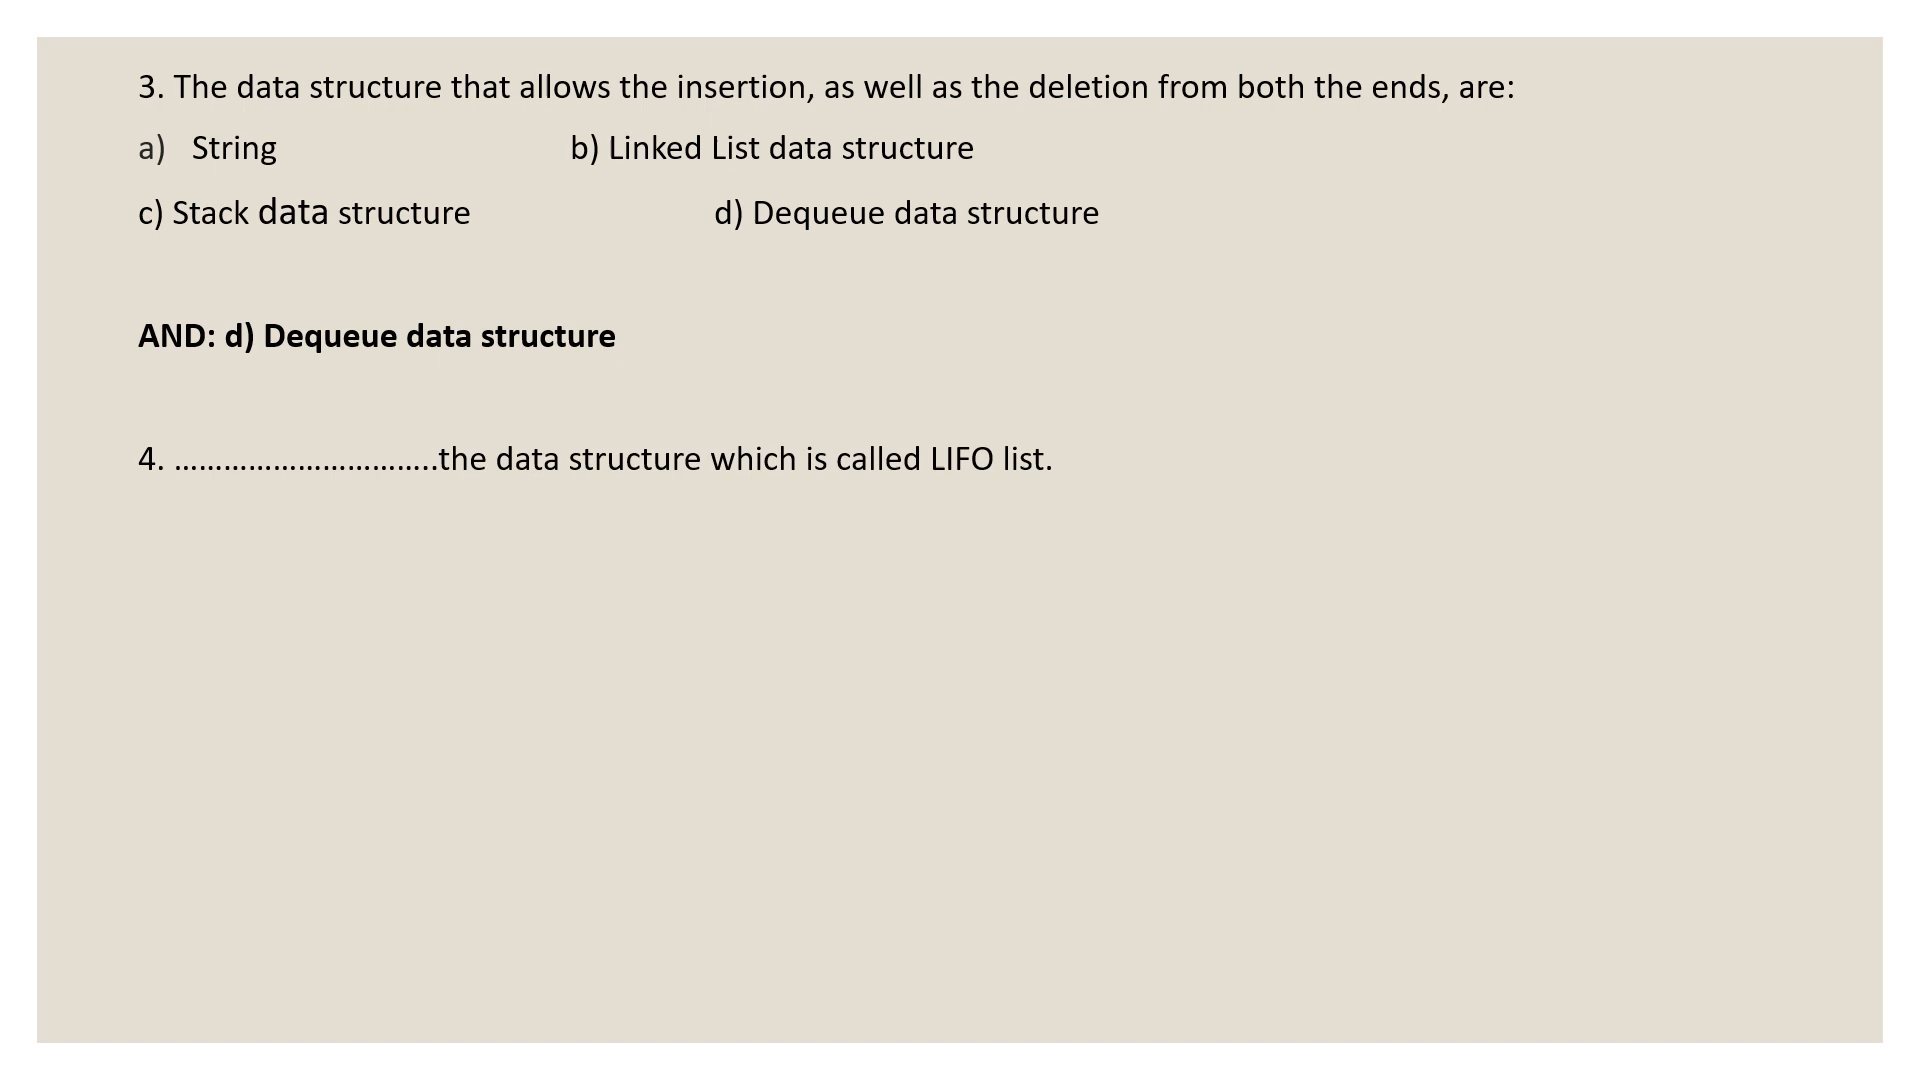 3. The data structure that allows the insertion, as well as the deletion from both the ends, are:
a) String b) Linked List data structure
c) Stack data structure d) Dequeue data structure
AND: d) Dequeue data structure
4. …………………………..the data structure which is called LIFO list.